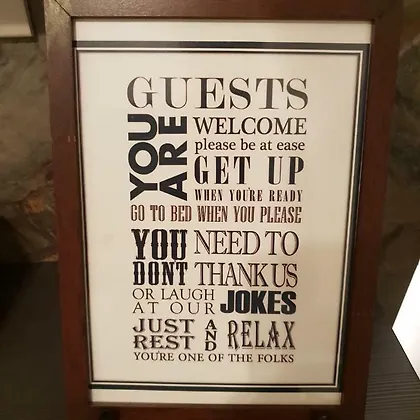 GUESTS
YOU ARE
WELCOME
please be at ease
GET UP
WHEN YOU'RE READY
GO TO BED WHEN YOU PLEASE
YOU NEED TO
DONT THANK US
OR LAUGH
AT OUR JOKES
JUST AND RELAX
REST
YOU'RE ONE OF THE FOLKS